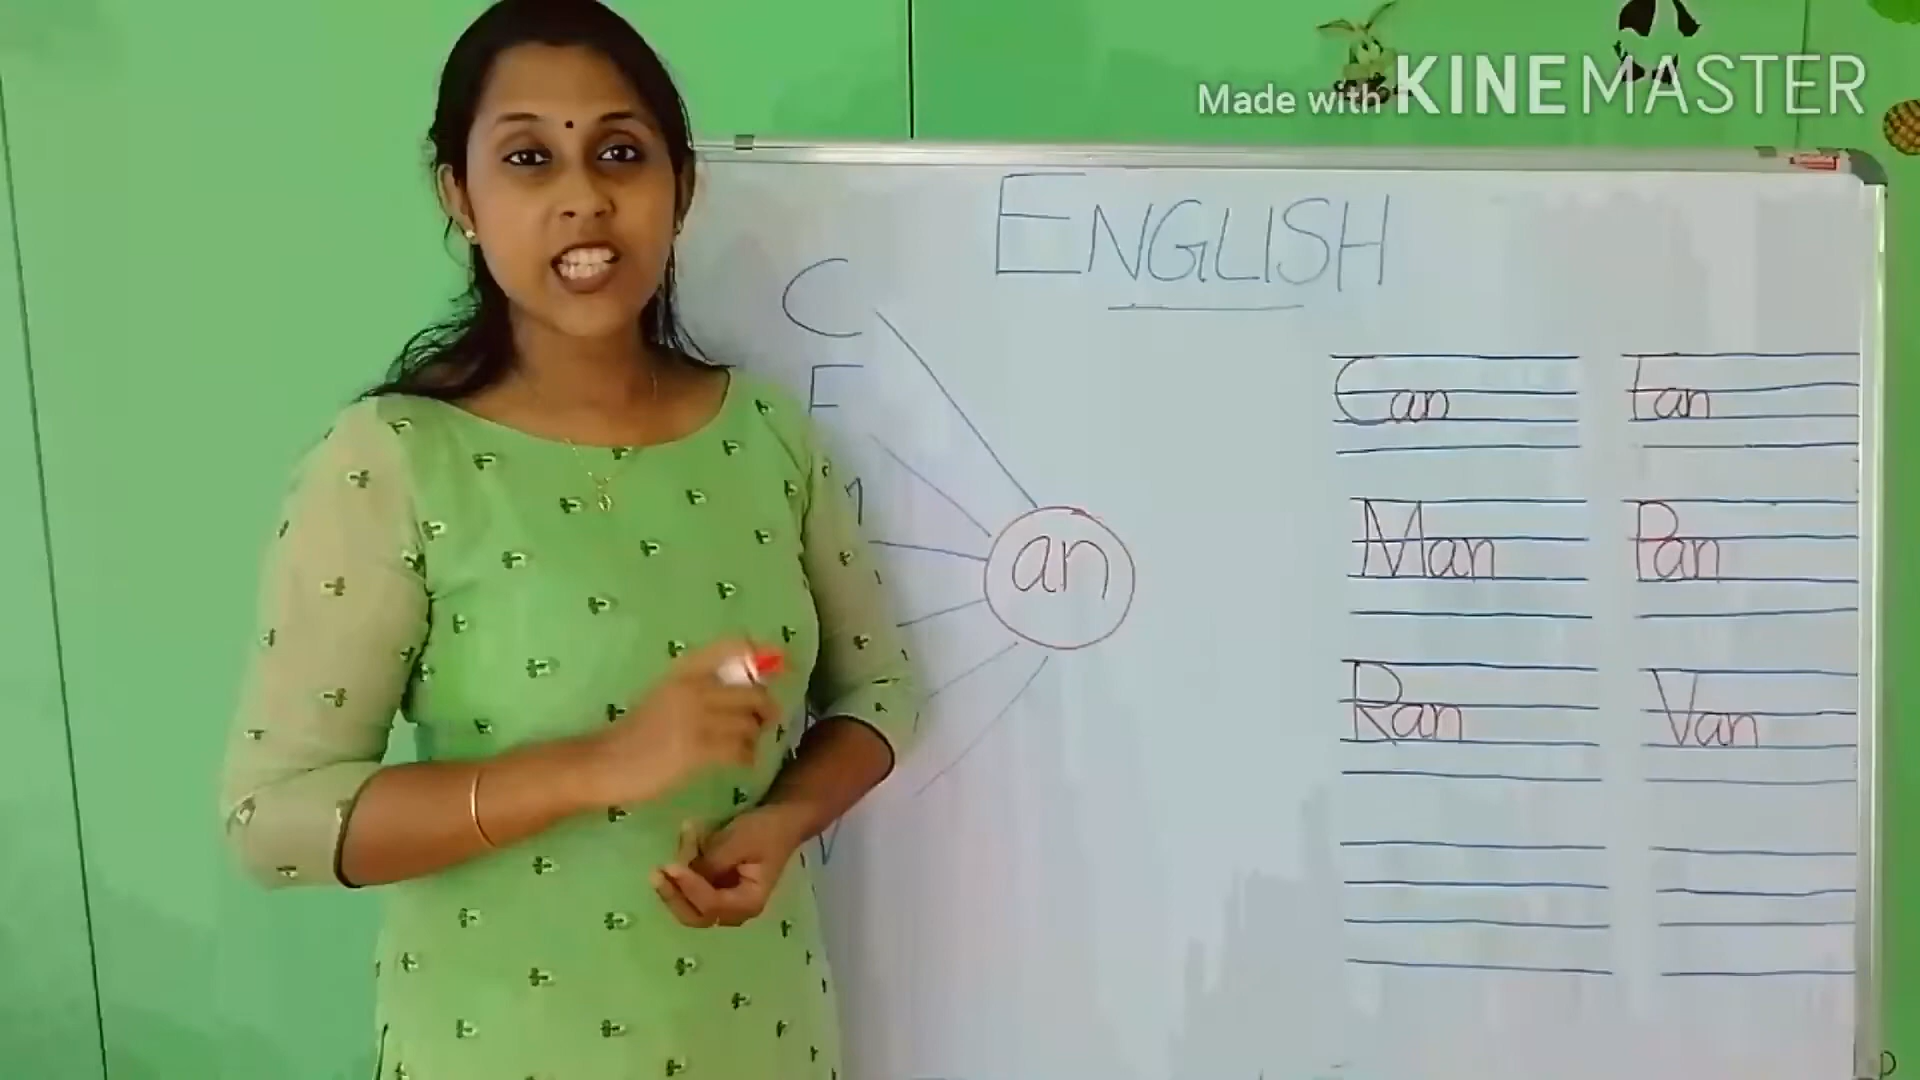 Made with KINEMASTER
ENGLISH
C
F
an
V
Can
Fan
Man
Pan
Ran
Van